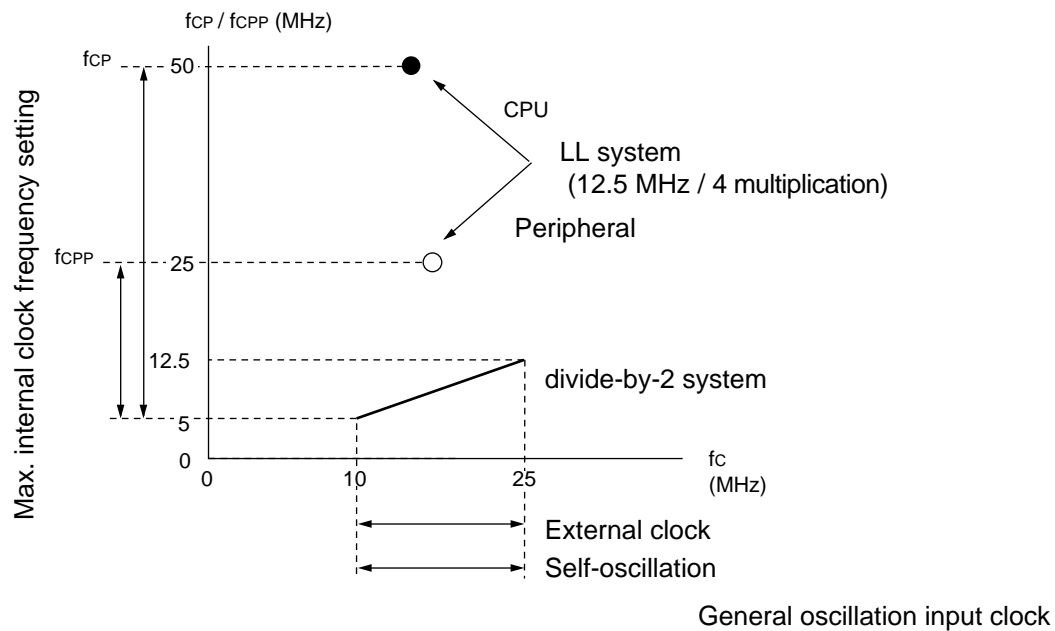 fCP / fCPP (MHz)
fCP
50
CPU
LL system
(12.5 MHz / 4 multiplication)
Peripheral
fCPP
25
Max. internal clock frequency setting
12.5
divide-by-2 system
5
0
0
10
25
fC
(MHz)
External clock
Self-oscillation
General oscillation input clock